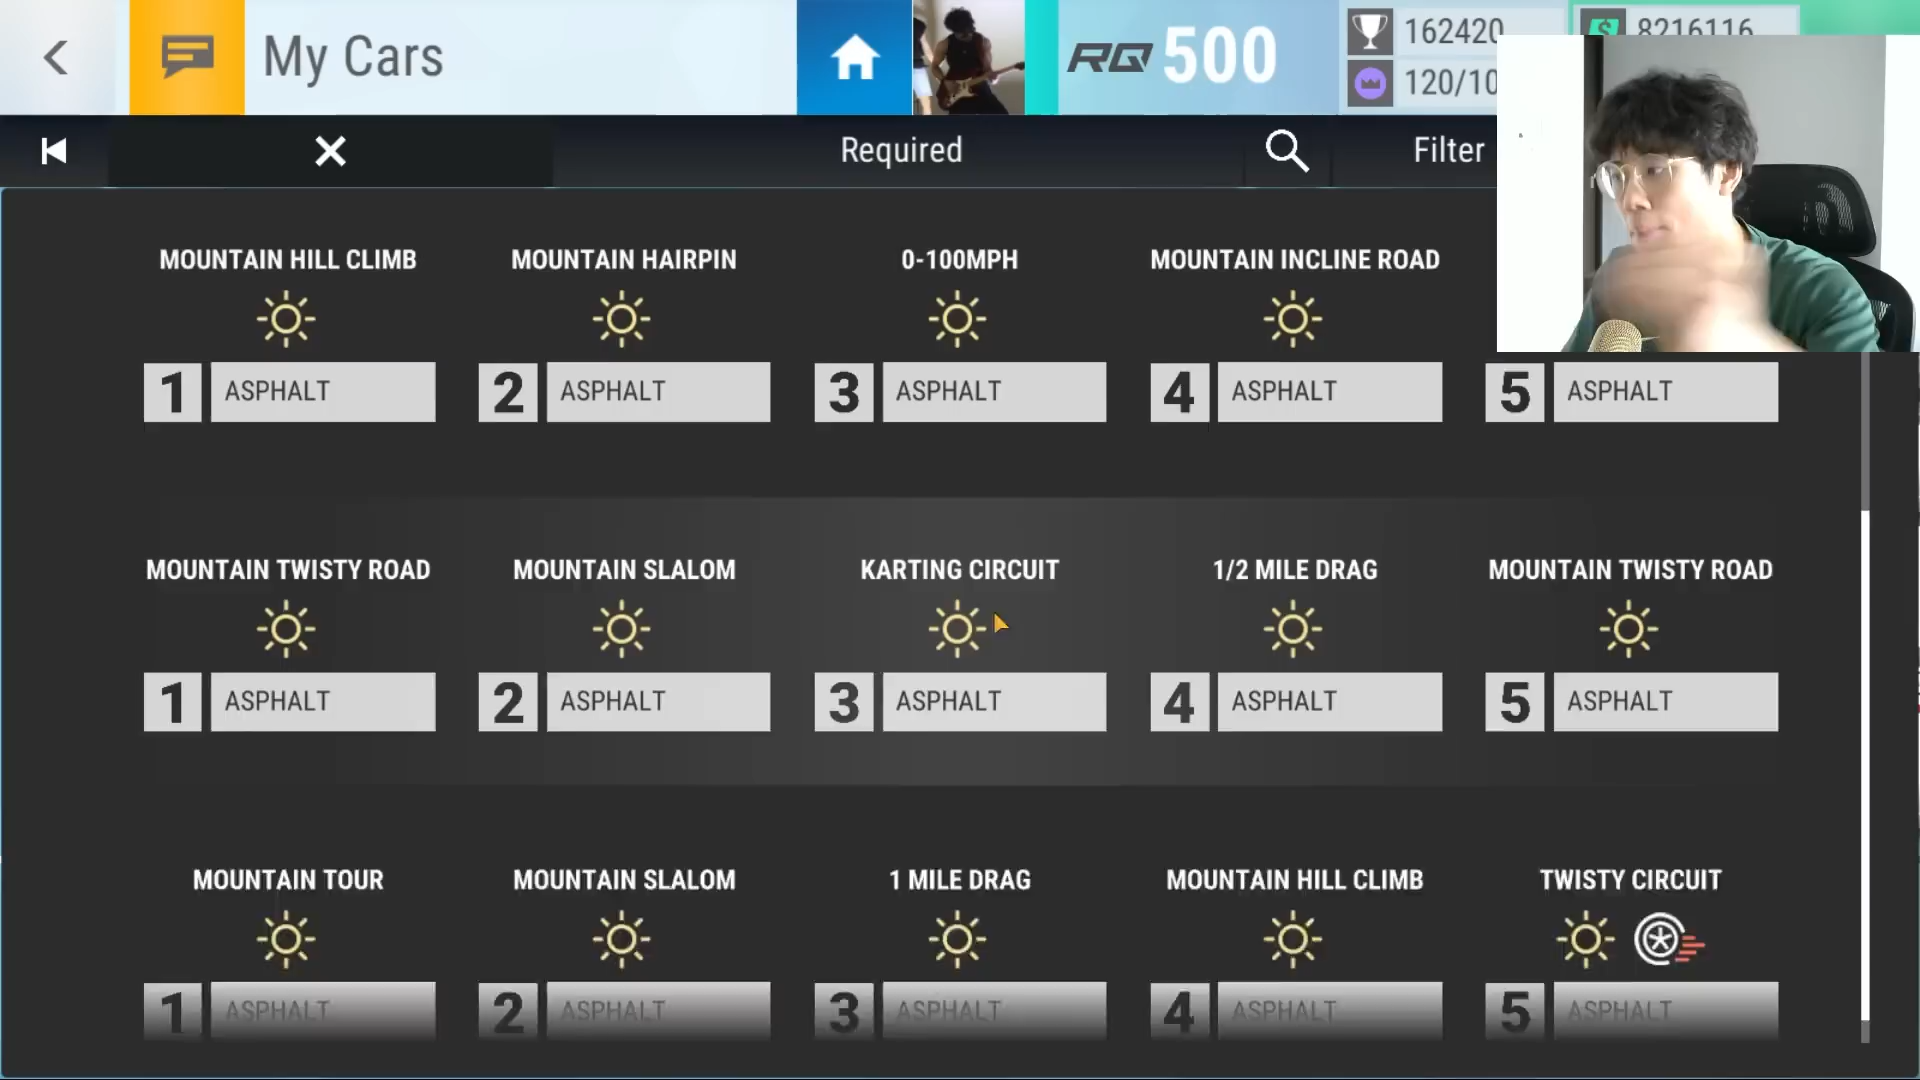 My Cars
RQ 500
162420
8216116
120/10
Required
Filter
MOUNTAIN HILL CLIMB
MOUNTAIN HAIRPIN
0-100MPH
MOUNTAIN INCLINE ROAD
1 ASPHALT
2 ASPHALT
3 ASPHALT
4 ASPHALT
5 ASPHALT
MOUNTAIN TWISTY ROAD
MOUNTAIN SLALOM
KARTING CIRCUIT
1/2 MILE DRAG
MOUNTAIN TWISTY ROAD
1 ASPHALT
2 ASPHALT
3 ASPHALT
4 ASPHALT
5 ASPHALT
MOUNTAIN TOUR
MOUNTAIN SLALOM
1 MILE DRAG
MOUNTAIN HILL CLIMB
TWISTY CIRCUIT
1 ASPHALT
2 ASPHALT
3 ASPHALT
4 ASPHALT
5 ASPHALT